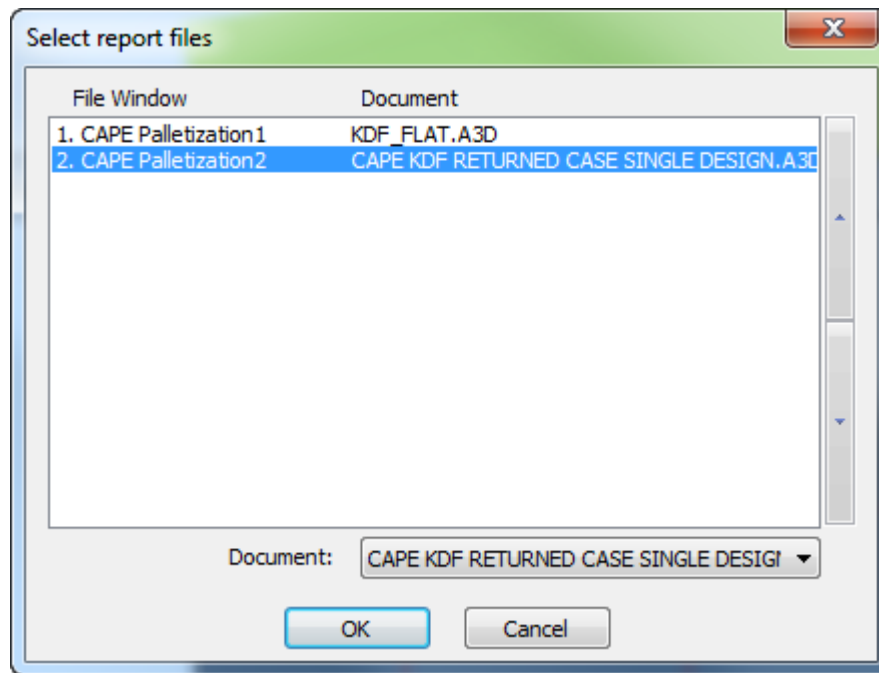 Select report files
File Window Document
1. CAPE Palletization1 KDF_FLAT.A3D
2. CAPE Palletization2 CAPE KDF RETURNED CASE SINGLE DESIGN.A3D
Document: CAPE KDF RETURNED CASE SINGLE DESIG
OK Cancel